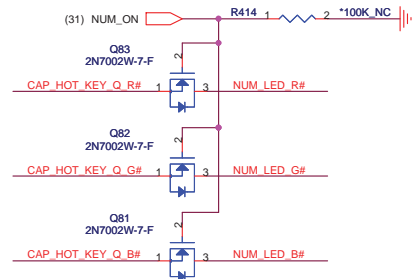 (31) NUM_ON
R414 1 2 *100K_NC
Q83
2N7002W-7-F
2
CAP_HOT_KEY_Q_R# 1 3 NUM_LED_R#
Q82
2N7002W-7-F
2
CAP_HOT_KEY_Q_G# 1 3 NUM_LED_G#
Q81
2N7002W-7-F
2
CAP_HOT_KEY_Q_B# 1 3 NUM_LED_B#